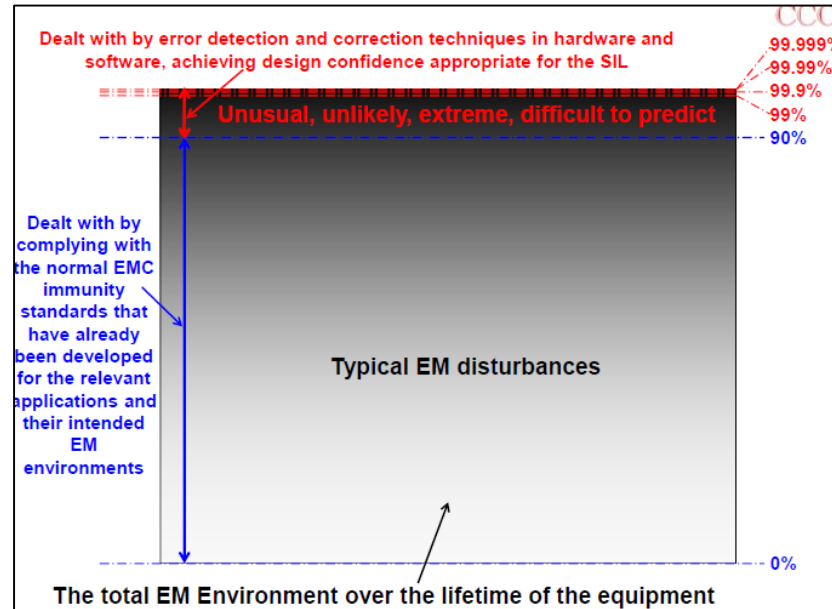 CCC
Dealt with by error detection and correction techniques in hardware and
software, achieving design confidence appropriate for the SIL
99.999%
99.99%
99.9%
99%
Unusual, unlikely, extreme, difficult to predict
90%
Dealt with by
complying with
the normal EMC
immunity
standards that
have already
been developed
for the relevant
applications and
their intended
EM
environments
Typical EM disturbances
0%
The total EM Environment over the lifetime of the equipment